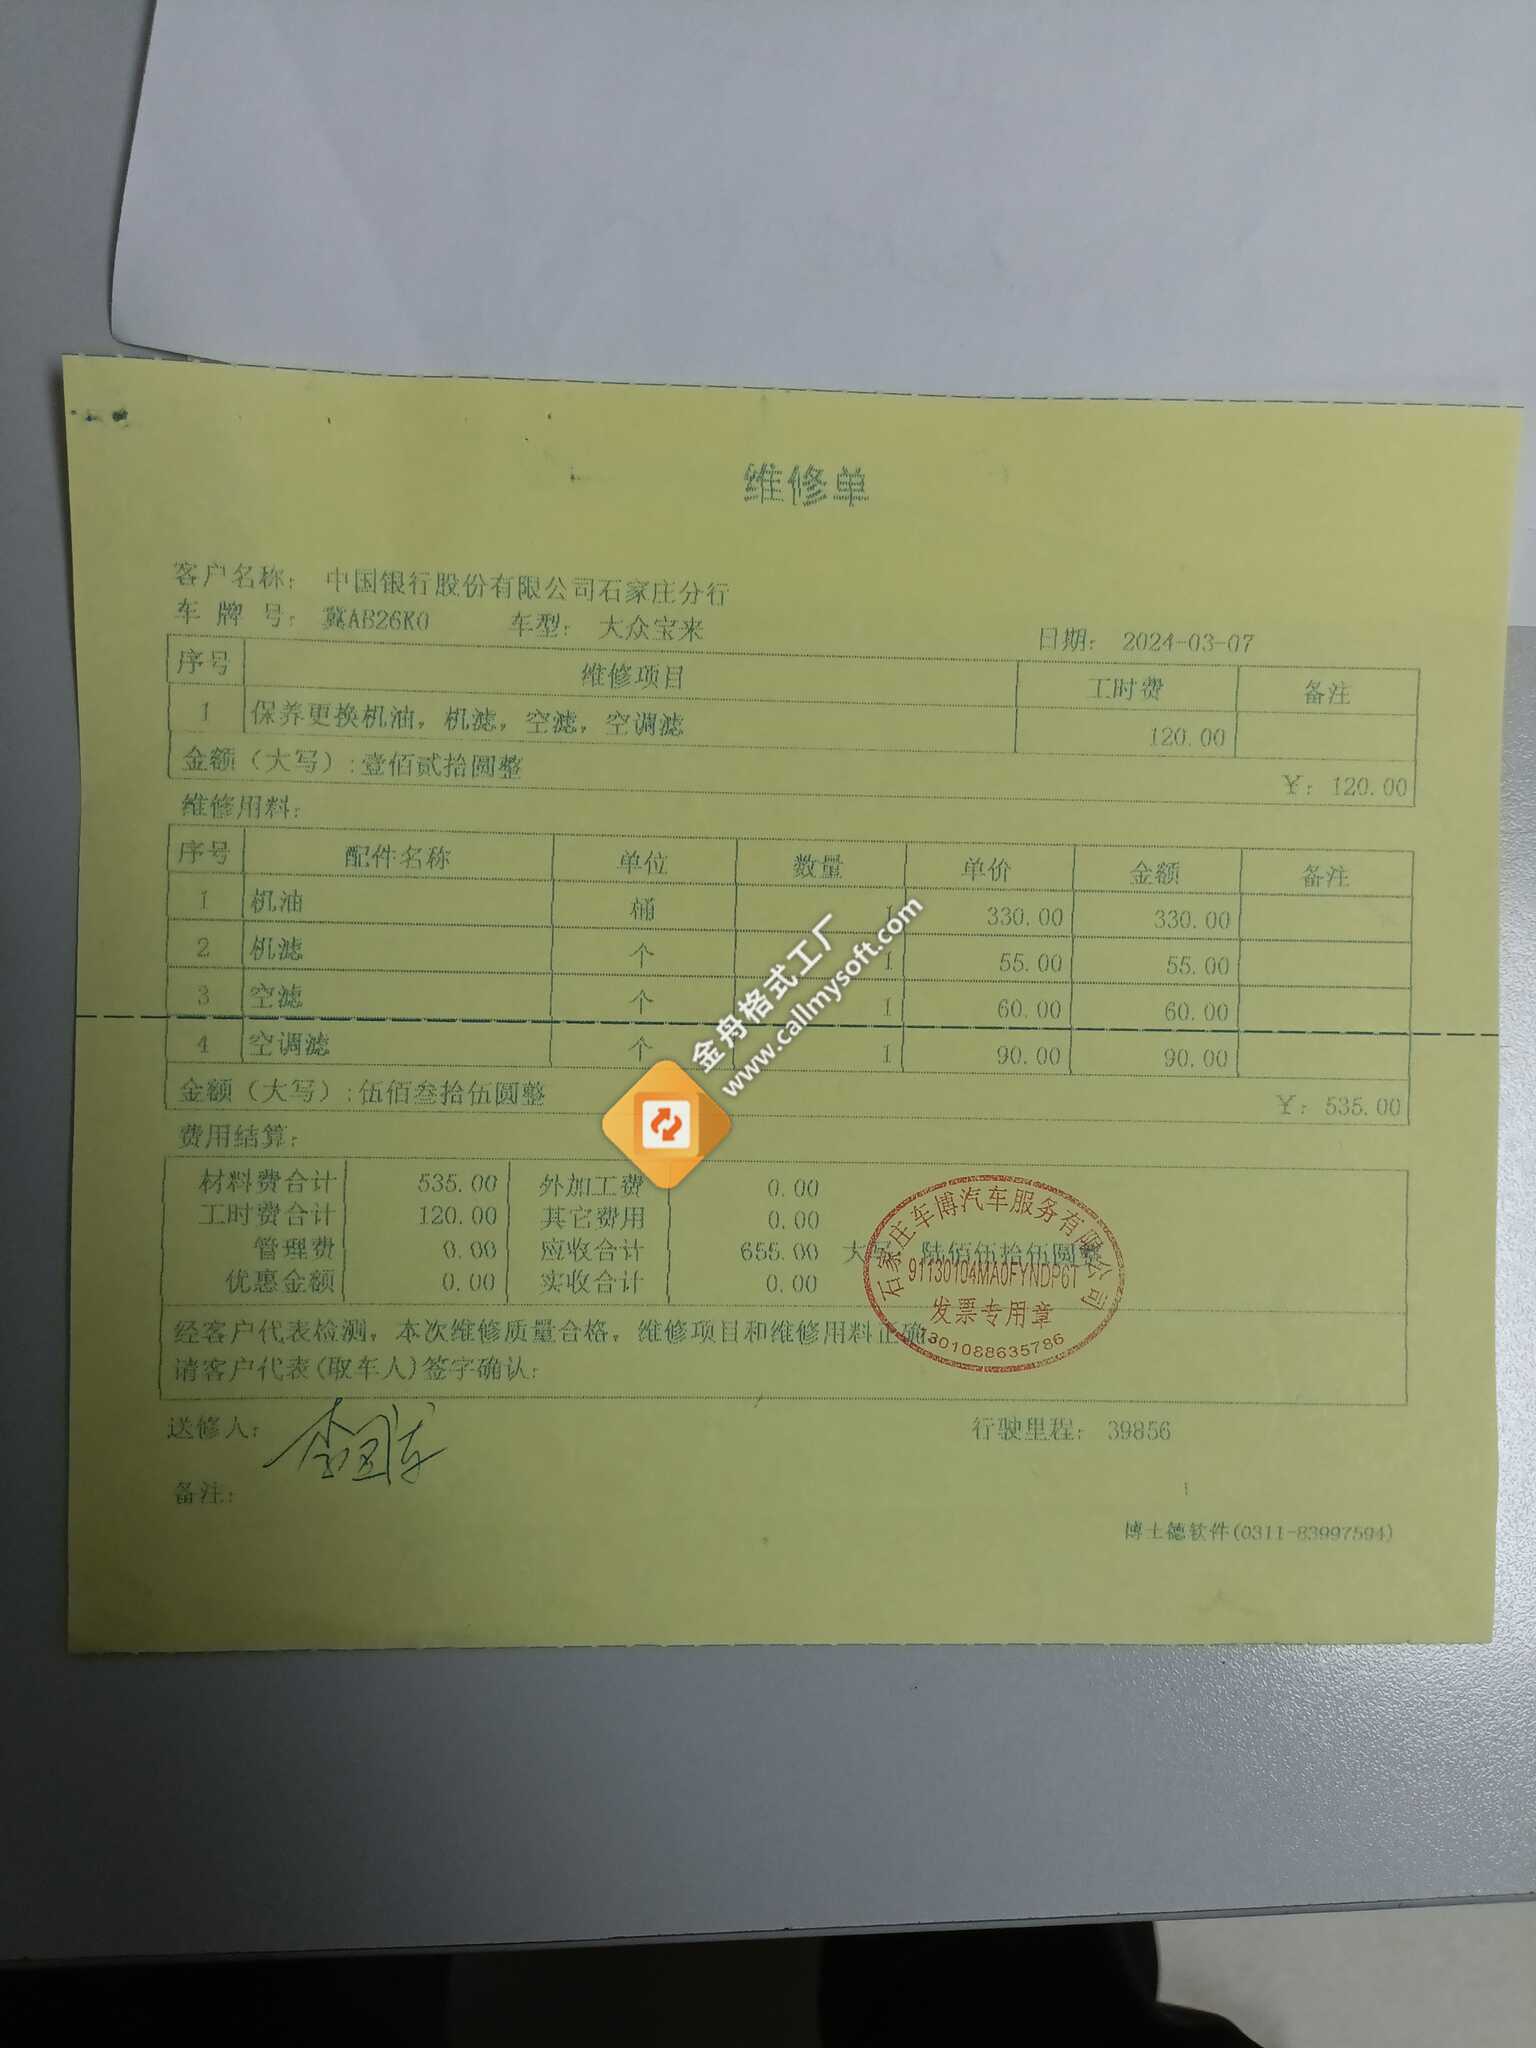 维修单
客户名称： 中国银行股份有限公司石家庄分行
车 牌 号： 冀AB26K0 车型： 大众宝来 日期： 2024-03-07
序号 维修项目 工时费 备注
1 保养更换机油，机滤，空滤，空调滤 120.00
金额（大写）:壹佰贰拾圆整 ￥：120.00
维修用料：
序号 配件名称 单位 数量 单价 金额 备注
1 机油 桶 1 330.00 330.00
2 机滤 个 1 55.00 55.00
3 空滤 个 1 60.00 60.00
4 空调滤 个 1 90.00 90.00
金额（大写）:伍佰叁拾伍圆整 ￥：535.00
费用结算：
材料费合计 535.00 外加工费 0.00
工时费合计 120.00 其它费用 0.00
管理费 0.00 应收合计 655.00 大写 陆佰伍拾伍圆整
优惠金额 0.00 实收合计 0.00
经客户代表检测，本次维修质量合格，维修项目和维修用料正确
请客户代表(取车人)签字确认：
送修人： 行驶里程： 39856
备注：
博士德软件(0311-83997594)
石家庄车博汽车服务有限公司
91130104MA0FYNDP6T
发票专用章
1301088635786
金舟格式工厂
www.callmysoft.com